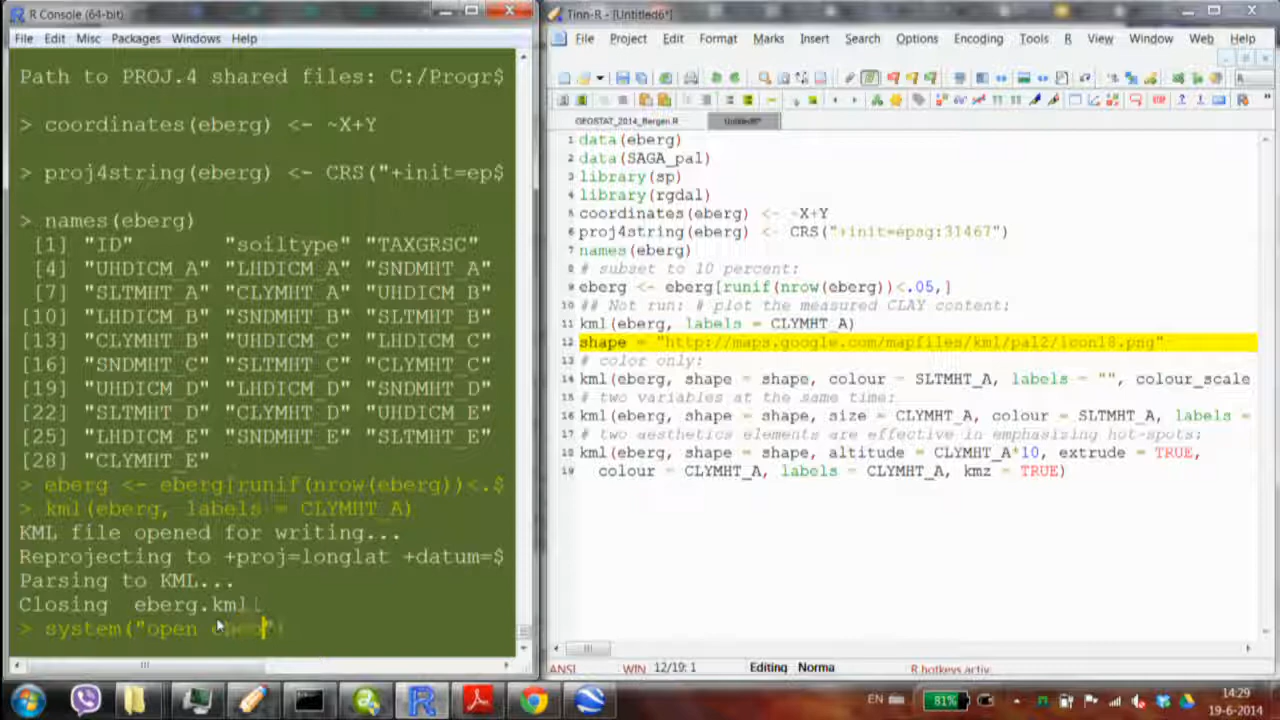 R Console (64-bit)
File Edit Misc Packages Windows Help
Path to PROJ.4 shared files: C:/Progr$
> coordinates(eberg) <- ~X+Y
> proj4string(eberg) <- CRS("+init=ep$
> names(eberg)
[1] "ID" "soiltype" "TAXGRSC"
[4] "UHDICM_A" "LHDICM_A" "SNDMHT_A"
[7] "SLTMHT_A" "CLYMHT_A" "UHDICM_B"
[10] "LHDICM_B" "SNDMHT_B" "SLTMHT_B"
[13] "CLYMHT_B" "UHDICM_C" "LHDICM_C"
[16] "SNDMHT_C" "SLTMHT_C" "CLYMHT_C"
[19] "UHDICM_D" "LHDICM_D" "SNDMHT_D"
[22] "SLTMHT_D" "CLYMHT_D" "UHDICM_E"
[25] "LHDICM_E" "SNDMHT_E" "SLTMHT_E"
[28] "CLYMHT_E"
> eberg <- eberg[runif(nrow(eberg))<.$
> kml(eberg, labels = CLYMHT_A)
KML file opened for writing...
Reprojecting to +proj=longlat +datum=$
Parsing to KML...
Closing eberg.kml
> system("open
Tinn-R - [Untitled6*]
File Project Edit Format Marks Insert Search Options Encoding Tools R View Window Web Help
GEOSTAT_2014_Bergen.R Untitled6*
1 data(eberg)
2 data(SAGA_pal)
3 library(sp)
4 library(rgdal)
5 coordinates(eberg) <- ~X+Y
6 proj4string(eberg) <- CRS("+init=epsg:31467")
7 names(eberg)
8 # subset to 10 percent:
9 eberg <- eberg[runif(nrow(eberg))<.05,]
10 ## Not run: # plot the measured CLAY content:
11 kml(eberg, labels = CLYMHT_A)
12 shape = "http://maps.google.com/mapfiles/kml/pal2/icon18.png"
13 # color only:
14 kml(eberg, shape = shape, colour = SLTMHT_A, labels = "", colour_scale
15 # two variables at the same time:
16 kml(eberg, shape = shape, size = CLYMHT_A, colour = SLTMHT_A, labels =
17 # two aesthetics elements are effective in emphasizing hot-spots:
18 kml(eberg, shape = shape, altitude = CLYMHT_A*10, extrude = TRUE,
19 colour = CLYMHT_A, labels = CLYMHT_A, kmz = TRUE)
ANSI WIN 12/19: 1 Editing Norma R hotkeys activ
EN 81% 14:29
19-6-2014